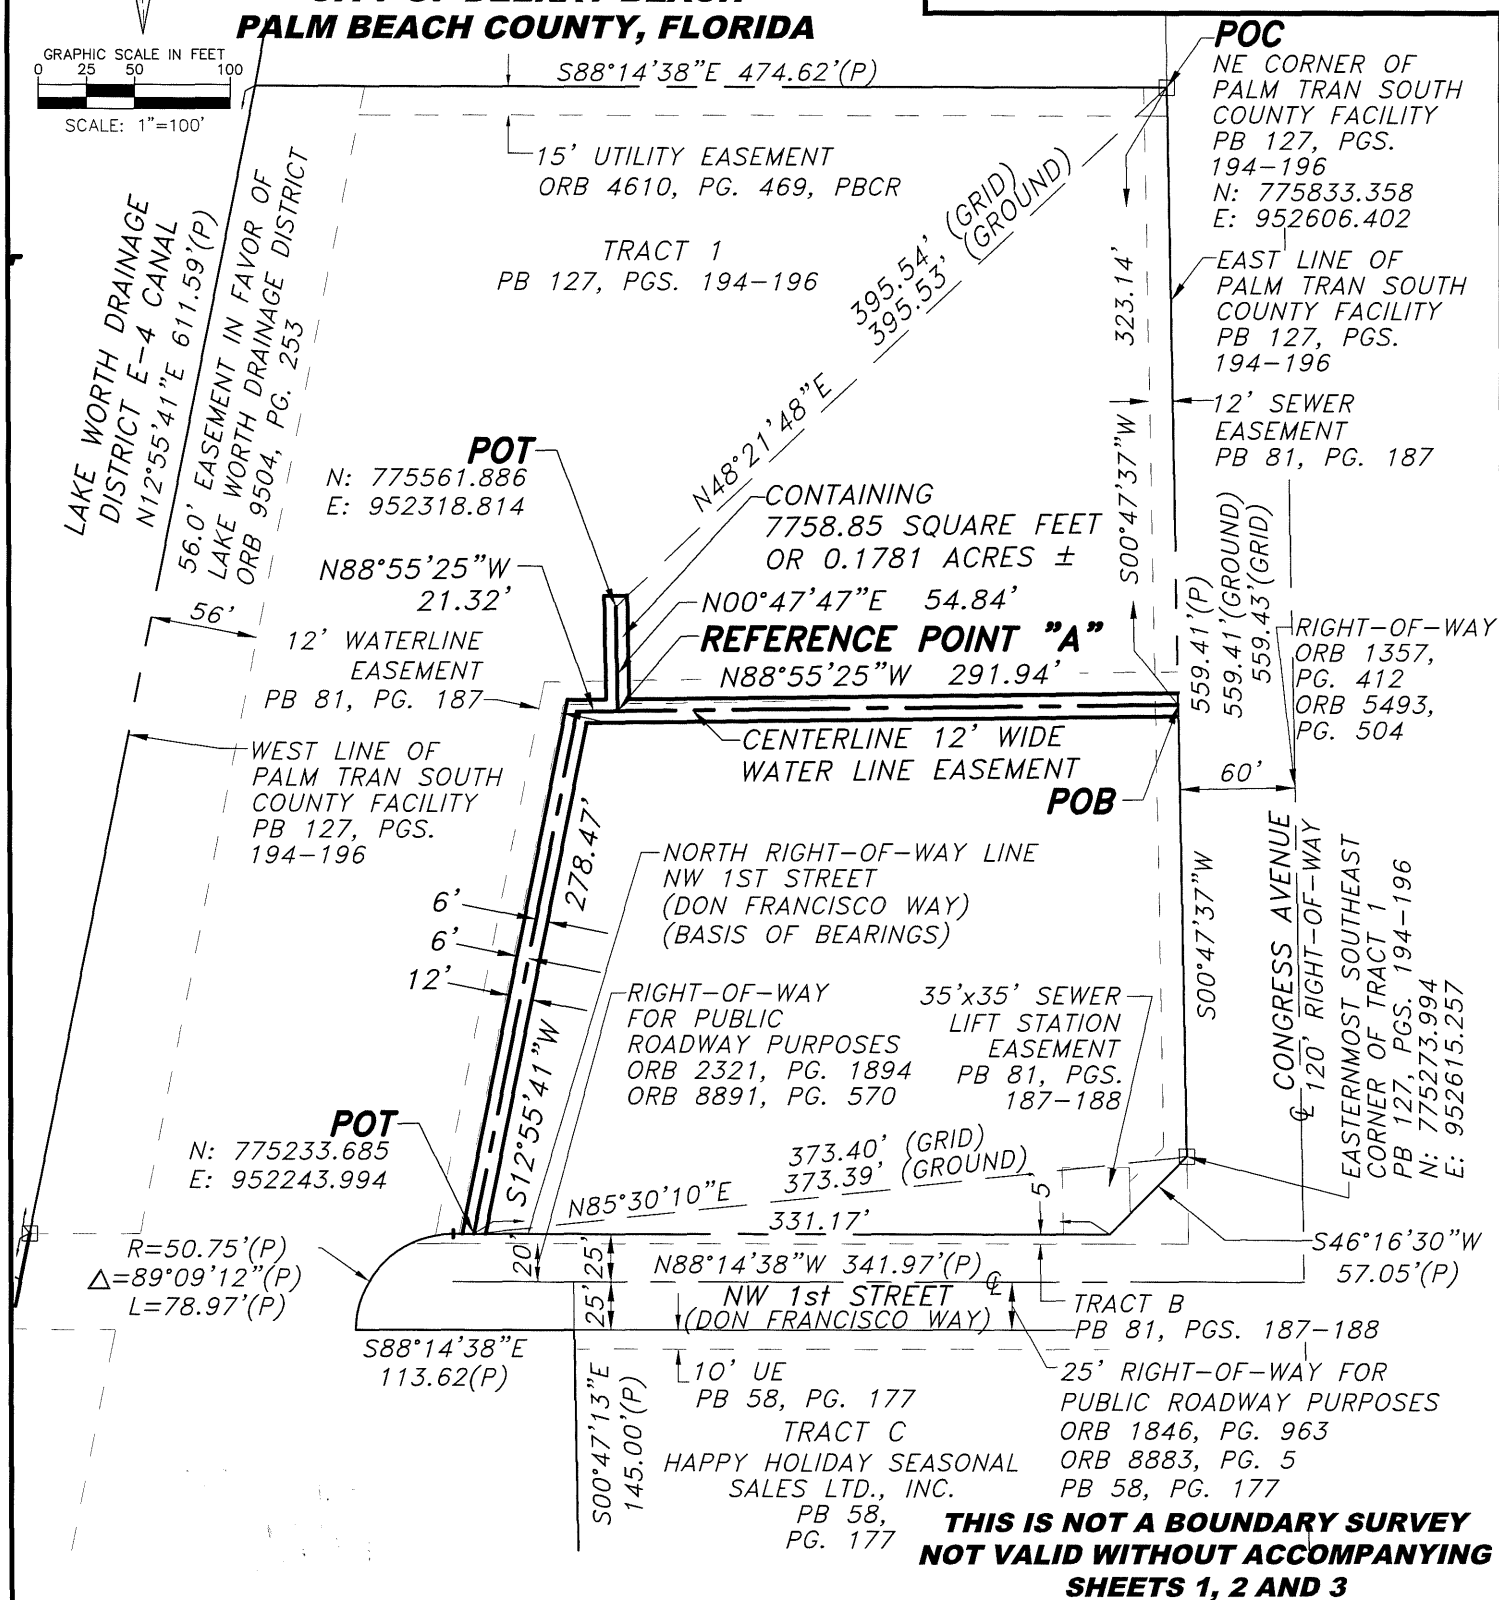 PALM BEACH COUNTY, FLORIDA
GRAPHIC SCALE IN FEET
0 25 50 100
SCALE: 1"=100'
S88°14'38"E 474.62'(P)
POC
NE CORNER OF
PALM TRAN SOUTH
COUNTY FACILITY
PB 127, PGS.
194-196
N: 775833.358
E: 952606.402
15' UTILITY EASEMENT
ORB 4610, PG. 469, PBCR
TRACT 1
PB 127, PGS. 194-196
LAKE WORTH DRAINAGE
DISTRICT E-4 CANAL
N12°55'41"E 611.59'(P)
56.0' EASEMENT IN FAVOR OF
LAKE WORTH DRAINAGE DISTRICT
ORB 9504, PG. 253
395.54' (GRID)
395.53' (GROUND)
N48°21'48"E
323.14'
S00°47'37"W
EAST LINE OF
PALM TRAN SOUTH
COUNTY FACILITY
PB 127, PGS.
194-196
12' SEWER
EASEMENT
PB 81, PG. 187
POT
N: 775561.886
E: 952318.814
CONTAINING
7758.85 SQUARE FEET
OR 0.1781 ACRES ±
N88°55'25"W
21.32'
N00°47'47"E 54.84'
REFERENCE POINT "A"
N88°55'25"W 291.94'
56'
12' WATERLINE
EASEMENT
PB 81, PG. 187
559.41'(P)
559.41'(GROUND)
559.43'(GRID)
RIGHT-OF-WAY
ORB 1357,
PG. 412
ORB 5493,
PG. 504
WEST LINE OF
PALM TRAN SOUTH
COUNTY FACILITY
PB 127, PGS.
194-196
CENTERLINE 12' WIDE
WATER LINE EASEMENT
POB
60'
278.47'
NORTH RIGHT-OF-WAY LINE
NW 1ST STREET
(DON FRANCISCO WAY)
(BASIS OF BEARINGS)
6'
6'
12'
S12°55'41"W
RIGHT-OF-WAY
FOR PUBLIC
ROADWAY PURPOSES
ORB 2321, PG. 1894
ORB 8891, PG. 570
35'x35' SEWER
LIFT STATION
EASEMENT
PB 81, PGS.
187-188
S00°47'37"W
℄ CONGRESS AVENUE
120' RIGHT-OF-WAY
EASTERNMOST SOUTHEAST
CORNER OF TRACT 1
PB 127, PGS. 194-196
N: 775273.994
E: 952615.257
POT
N: 775233.685
E: 952243.994
373.40' (GRID)
373.39' (GROUND)
N85°30'10"E
331.17'
5
R=50.75'(P)
△=89°09'12"(P)
L=78.97'(P)
20'
25'
25'
N88°14'38"W 341.97'(P) ℄
NW 1st STREET
(DON FRANCISCO WAY)
S46°16'30"W
57.05'(P)
TRACT B
PB 81, PGS. 187-188
S88°14'38"E
113.62(P)
S00°47'13"E
145.00'(P)
10' UE
PB 58, PG. 177
TRACT C
HAPPY HOLIDAY SEASONAL
SALES LTD., INC.
PB 58,
PG. 177
25' RIGHT-OF-WAY FOR
PUBLIC ROADWAY PURPOSES
ORB 1846, PG. 963
ORB 8883, PG. 5
PB 58, PG. 177
THIS IS NOT A BOUNDARY SURVEY
NOT VALID WITHOUT ACCOMPANYING
SHEETS 1, 2 AND 3